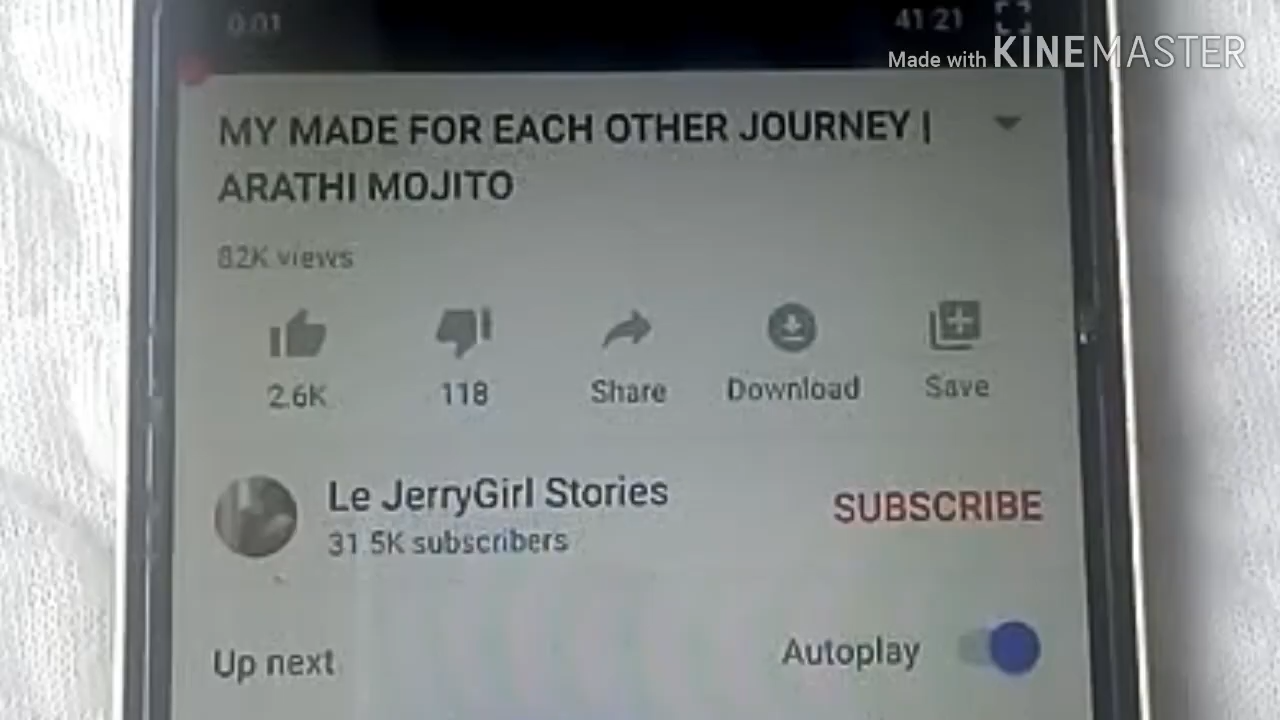 0:01
41:21
Made with KINEMASTER
MY MADE FOR EACH OTHER JOURNEY |
ARATHI MOJITO
82K views
2.6K
118
Share
Download
Save
Le JerryGirl Stories
31.5K subscribers
SUBSCRIBE
Up next
Autoplay